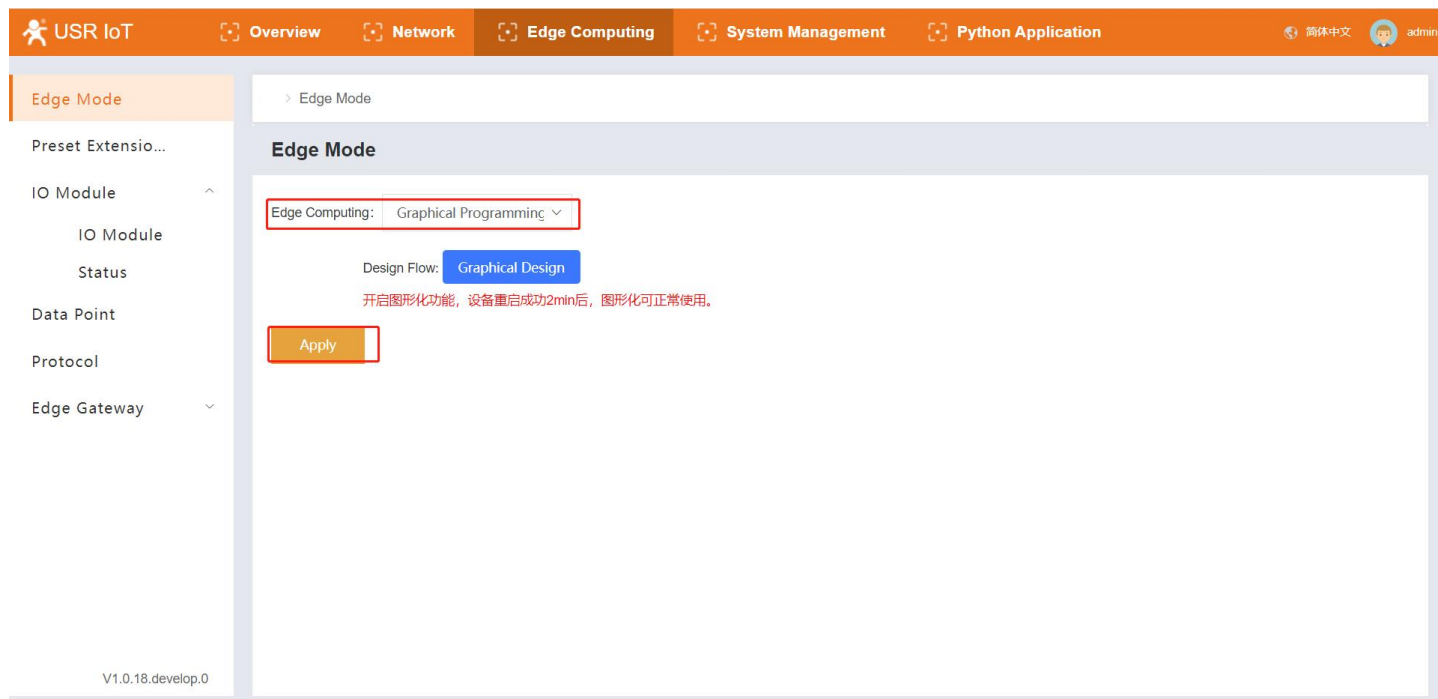 USR IoT Overview Network Edge Computing System Management Python Application 简体中文 admin
Edge Mode
Preset Extensio...
IO Module
IO Module
Status
Data Point
Protocol
Edge Gateway
V1.0.18.develop.0
> Edge Mode
Edge Mode
Edge Computing: Graphical Programming
Design Flow: Graphical Design
开启图形化功能，设备重启成功2min后，图形化可正常使用。
Apply